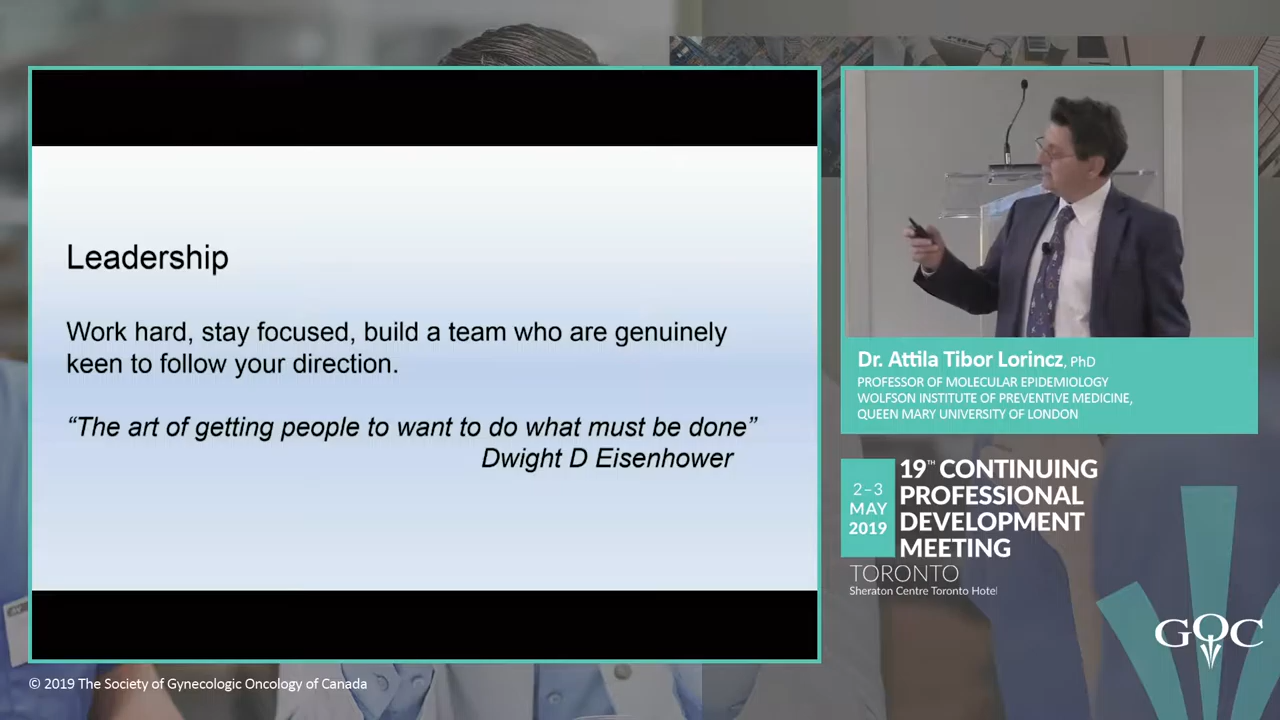 Leadership
Work hard, stay focused, build a team who are genuinely
keen to follow your direction.
“The art of getting people to want to do what must be done”
Dwight D Eisenhower
Dr. Attila Tibor Lorincz, PhD
PROFESSOR OF MOLECULAR EPIDEMIOLOGY
WOLFSON INSTITUTE OF PREVENTIVE MEDICINE,
QUEEN MARY UNIVERSITY OF LONDON
2–3
MAY
2019
19™ CONTINUING
PROFESSIONAL
DEVELOPMENT
MEETING
TORONTO
Sheraton Centre Toronto Hotel
GOC
© 2019 The Society of Gynecologic Oncology of Canada